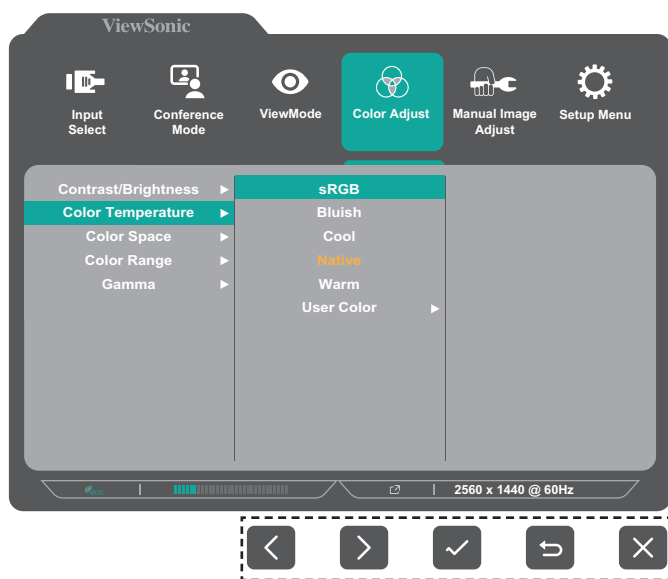 ViewSonic
Input
Select
Conference
Mode
ViewMode
Color Adjust
Manual Image
Adjust
Setup Menu
Contrast/Brightness
Color Temperature
Color Space
Color Range
Gamma
sRGB
Bluish
Cool
Native
Warm
User Color
eco
2560 x 1440 @ 60Hz